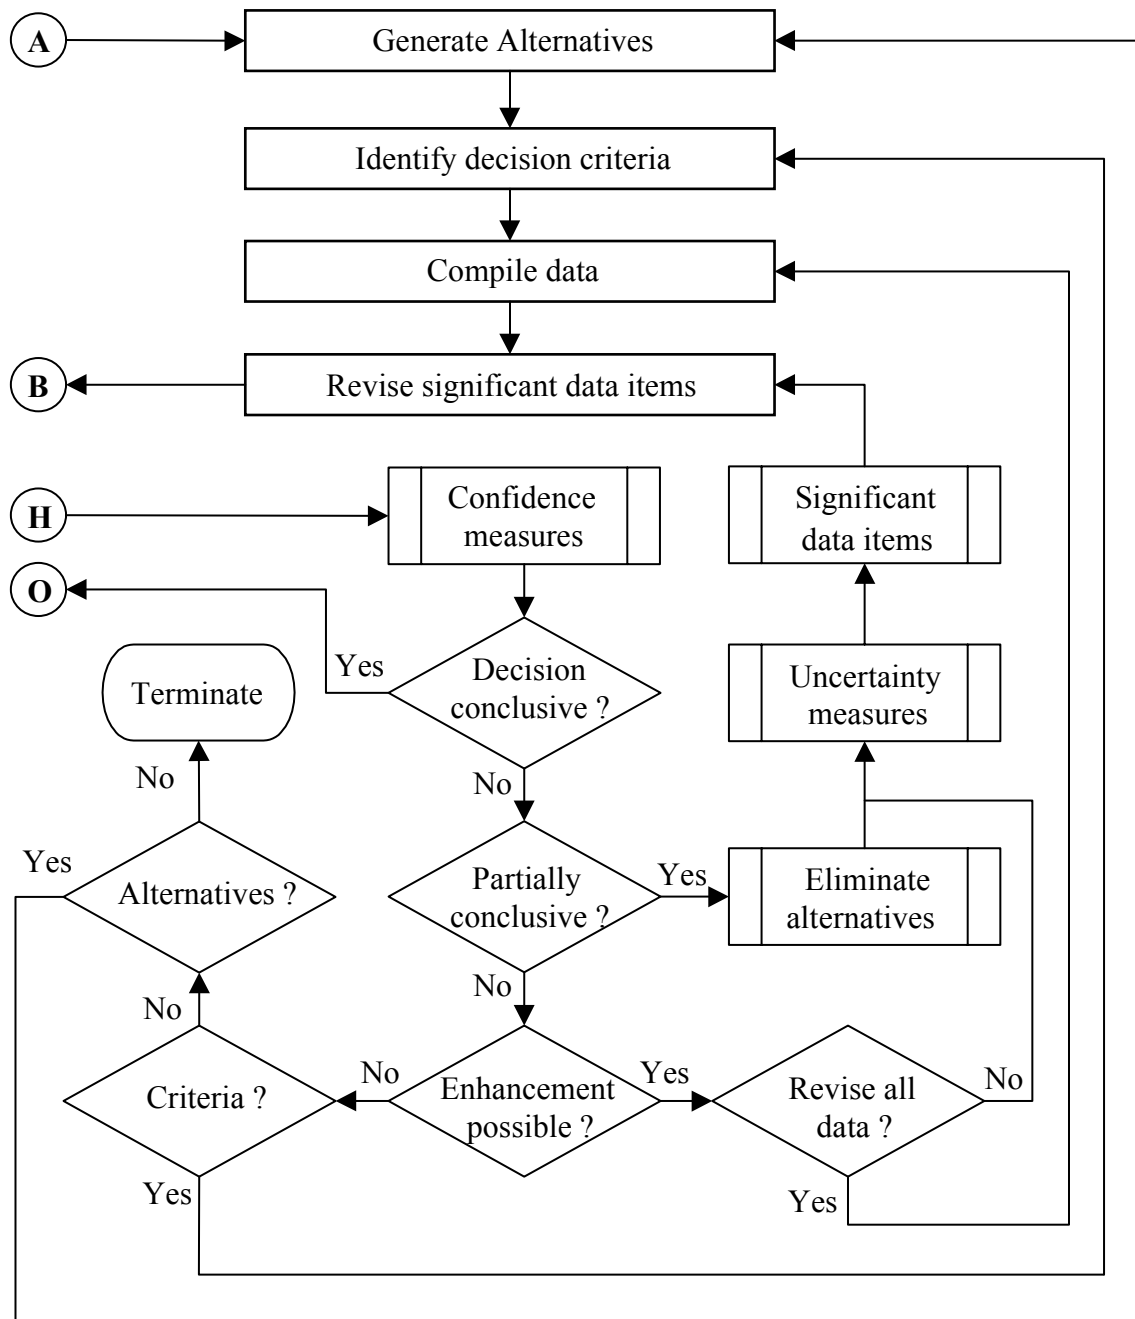 A
Generate Alternatives
Identify decision criteria
Compile data
B
Revise significant data items
H
Confidence
measures
Significant
data items
O
Yes
Decision
conclusive ?
Terminate
Uncertainty
measures
No
No
Yes
Alternatives ?
Partially
conclusive ?
Yes
Eliminate
alternatives
No
No
Criteria ?
No
Enhancement
possible ?
Yes
Revise all
data ?
No
Yes
Yes